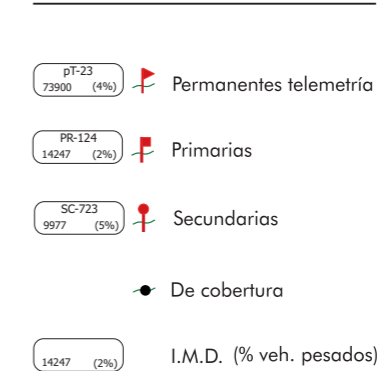 pT-23
73900 (4%)
Permanentes telemetría
PR-124
14247 (2%)
Primarias
SC-723
9977 (5%)
Secundarias
De cobertura
14247 (2%)
I.M.D. (% veh. pesados)